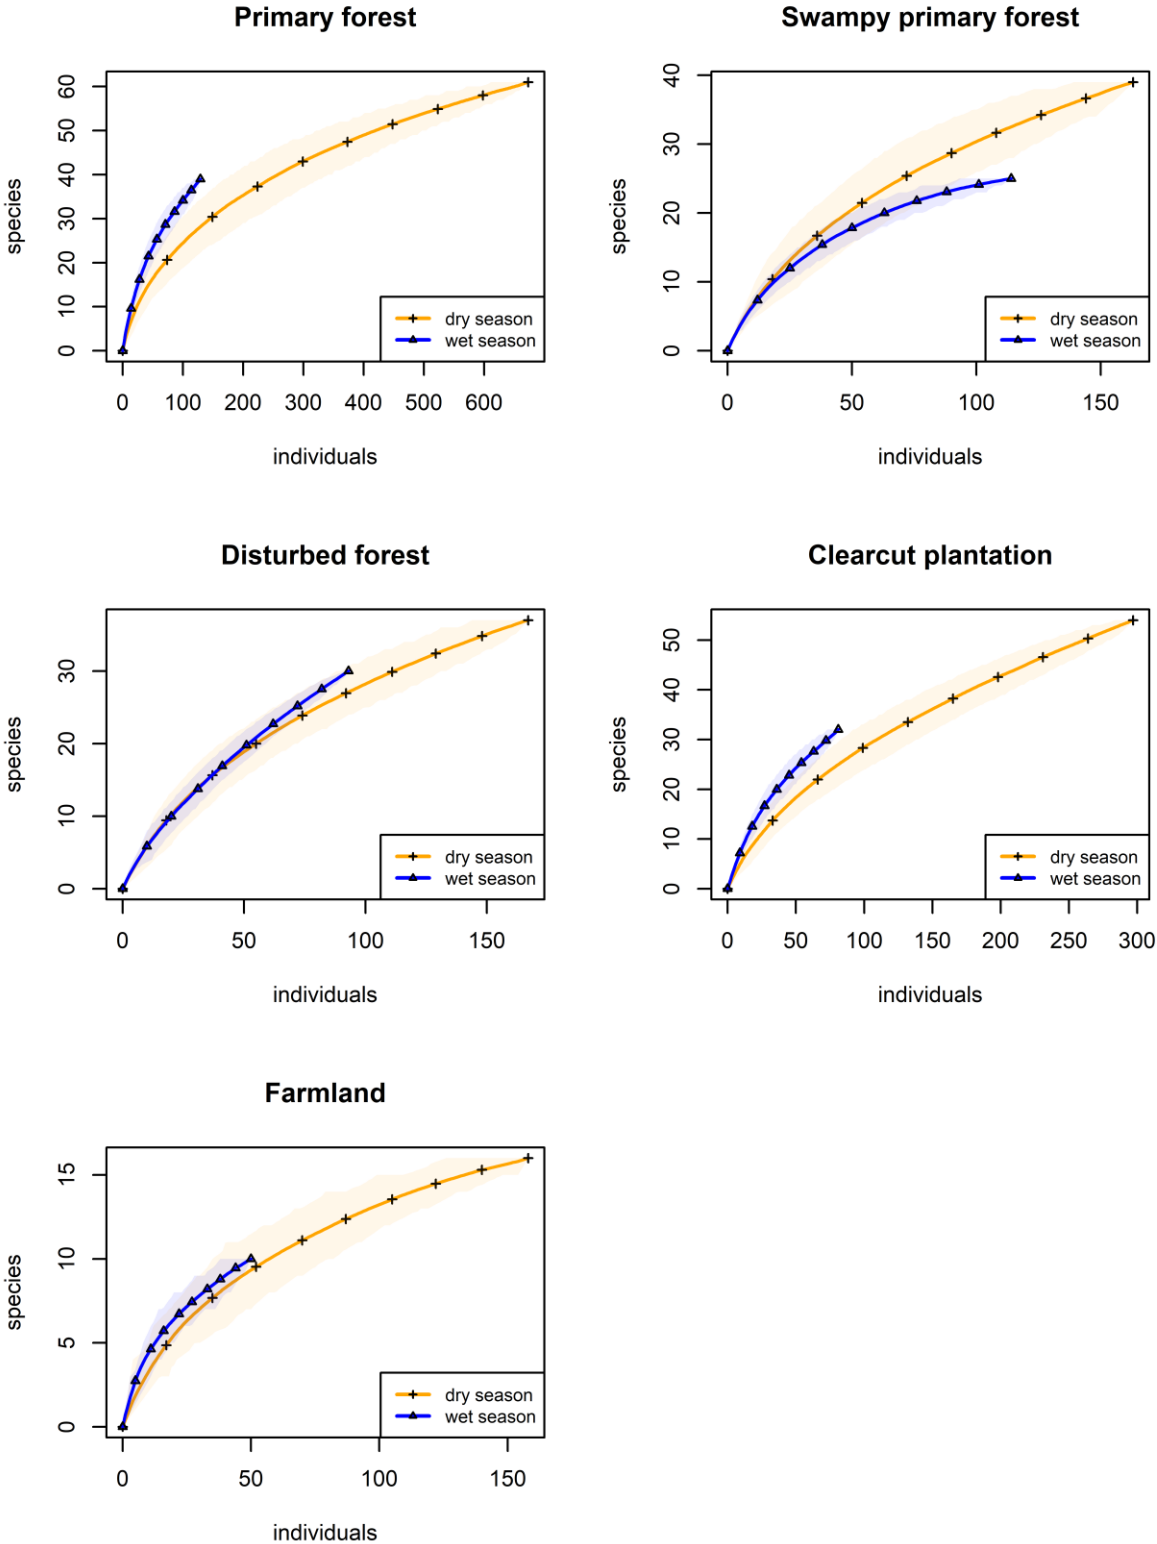 Primary forest
species
0
10
20
30
40
50
60
0 100 200 300 400 500 600
individuals
dry season
wet season
Swampy primary forest
species
0
10
20
30
40
0 50 100 150
individuals
dry season
wet season
Disturbed forest
species
0
10
20
30
0 50 100 150
individuals
dry season
wet season
Clearcut plantation
species
0
10
20
30
40
50
0 50 100 150 200 250 300
individuals
dry season
wet season
Farmland
species
0
5
10
15
0 50 100 150
individuals
dry season
wet season